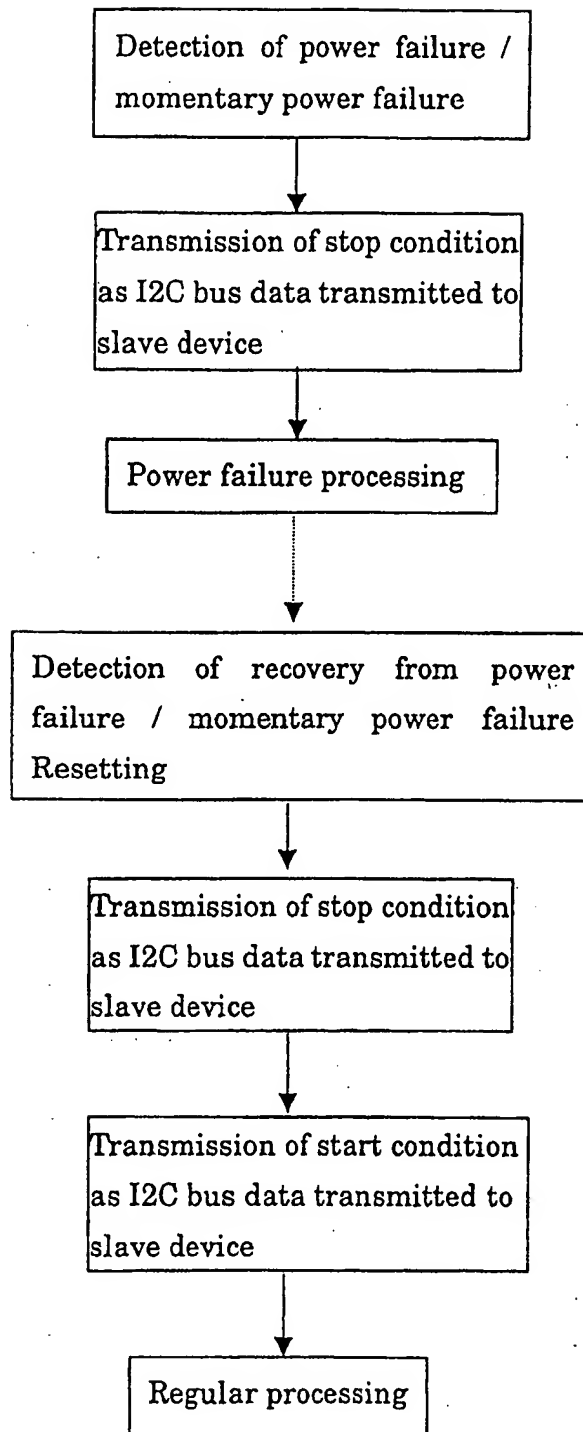 Detection of power failure /
momentary power failure
Transmission of stop condition
as I2C bus data transmitted to
slave device
Power failure processing
Detection of recovery from power
failure / momentary power failure
Resetting
Transmission of stop condition
as I2C bus data transmitted to
slave device
Transmission of start condition
as I2C bus data transmitted to
slave device
Regular processing